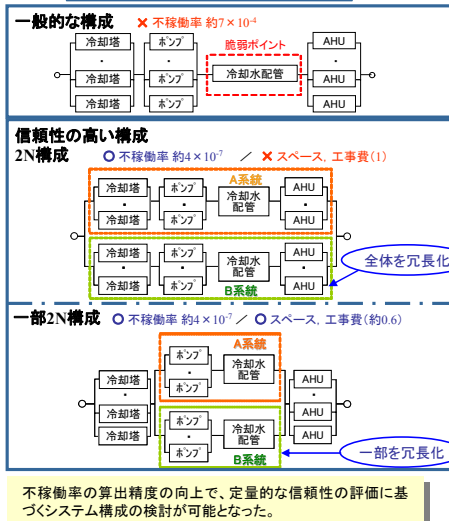 一般的な構成 × 不稼働率 約7×10⁻⁴
冷却塔
・
冷却塔
冷却塔
ポンプ
・
ポンプ
ポンプ
脆弱ポイント
冷却水配管
AHU
・
AHU
AHU
信頼性の高い構成
2N構成 ○ 不稼働率 約4×10⁻⁷ / × スペース, 工事費(1)
A系統
冷却塔
・
冷却塔
ポンプ
・
ポンプ
冷却水
配管
AHU
・
AHU
冷却塔
・
冷却塔
ポンプ
・
ポンプ
冷却水
配管
AHU
・
AHU
B系統
全体を冗長化
一部2N構成 ○ 不稼働率 約4×10⁻⁷ / ○ スペース, 工事費(約0.6)
A系統
冷却塔
・
冷却塔
冷却塔
ポンプ
・
ポンプ
冷却水
配管
AHU
・
AHU
AHU
ポンプ
・
ポンプ
冷却水
配管
B系統
一部を冗長化
不稼働率の算出精度の向上で、定量的な信頼性の評価に基
づくシステム構成の検討が可能となった。